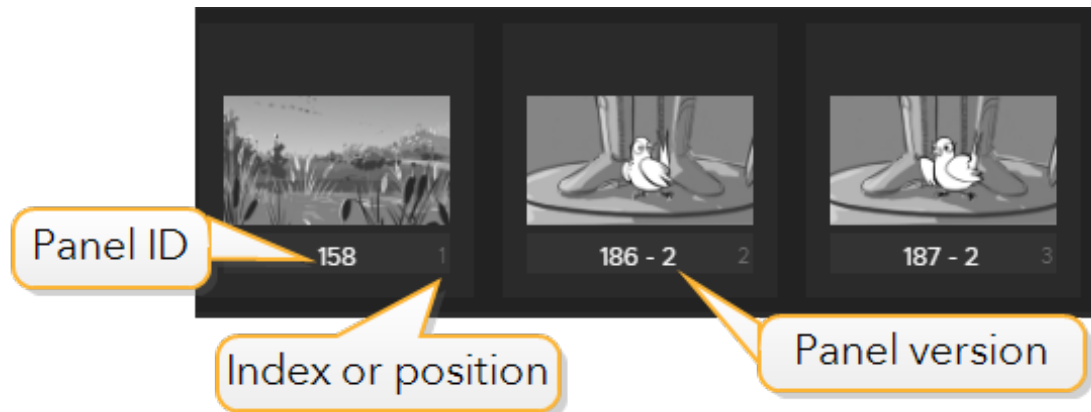 Panel ID
158
1
186 - 2
2
187 - 2
3
Index or position
Panel version